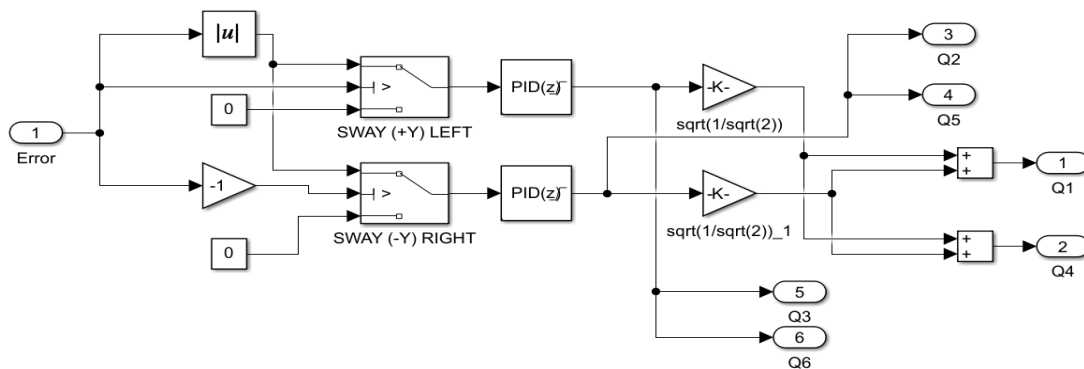 |u|
>
0
SWAY (+Y) LEFT
PID(z)
-K-
sqrt(1/sqrt(2))
3
Q2
4
Q5
1
Error
-1
>
0
SWAY (-Y) RIGHT
PID(z)
-K-
sqrt(1/sqrt(2))_1
+
+
1
Q1
+
+
2
Q4
5
Q3
6
Q6